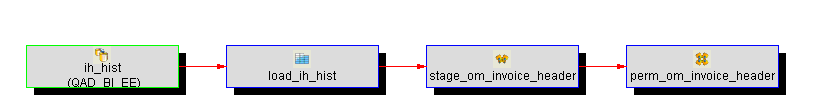 ih_hist
(QAD_BI_EE)
load_ih_hist
stage_om_invoice_header
perm_om_invoice_header